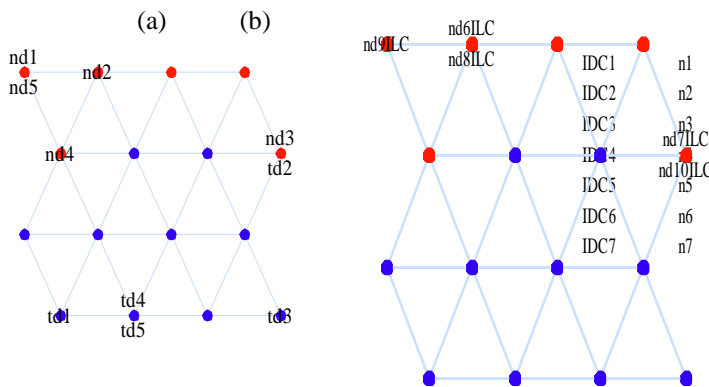 (a)
(b)
nd1
nd5
nd2
nd3
td2
nd4
td4
td1
td5
td3
nd6ILC
nd9ILC
nd8ILC
IDC1 n1
IDC2 n2
IDC3 n3
nd7ILC
IDC4
nd10ILC
IDC5 n5
IDC6 n6
IDC7 n7